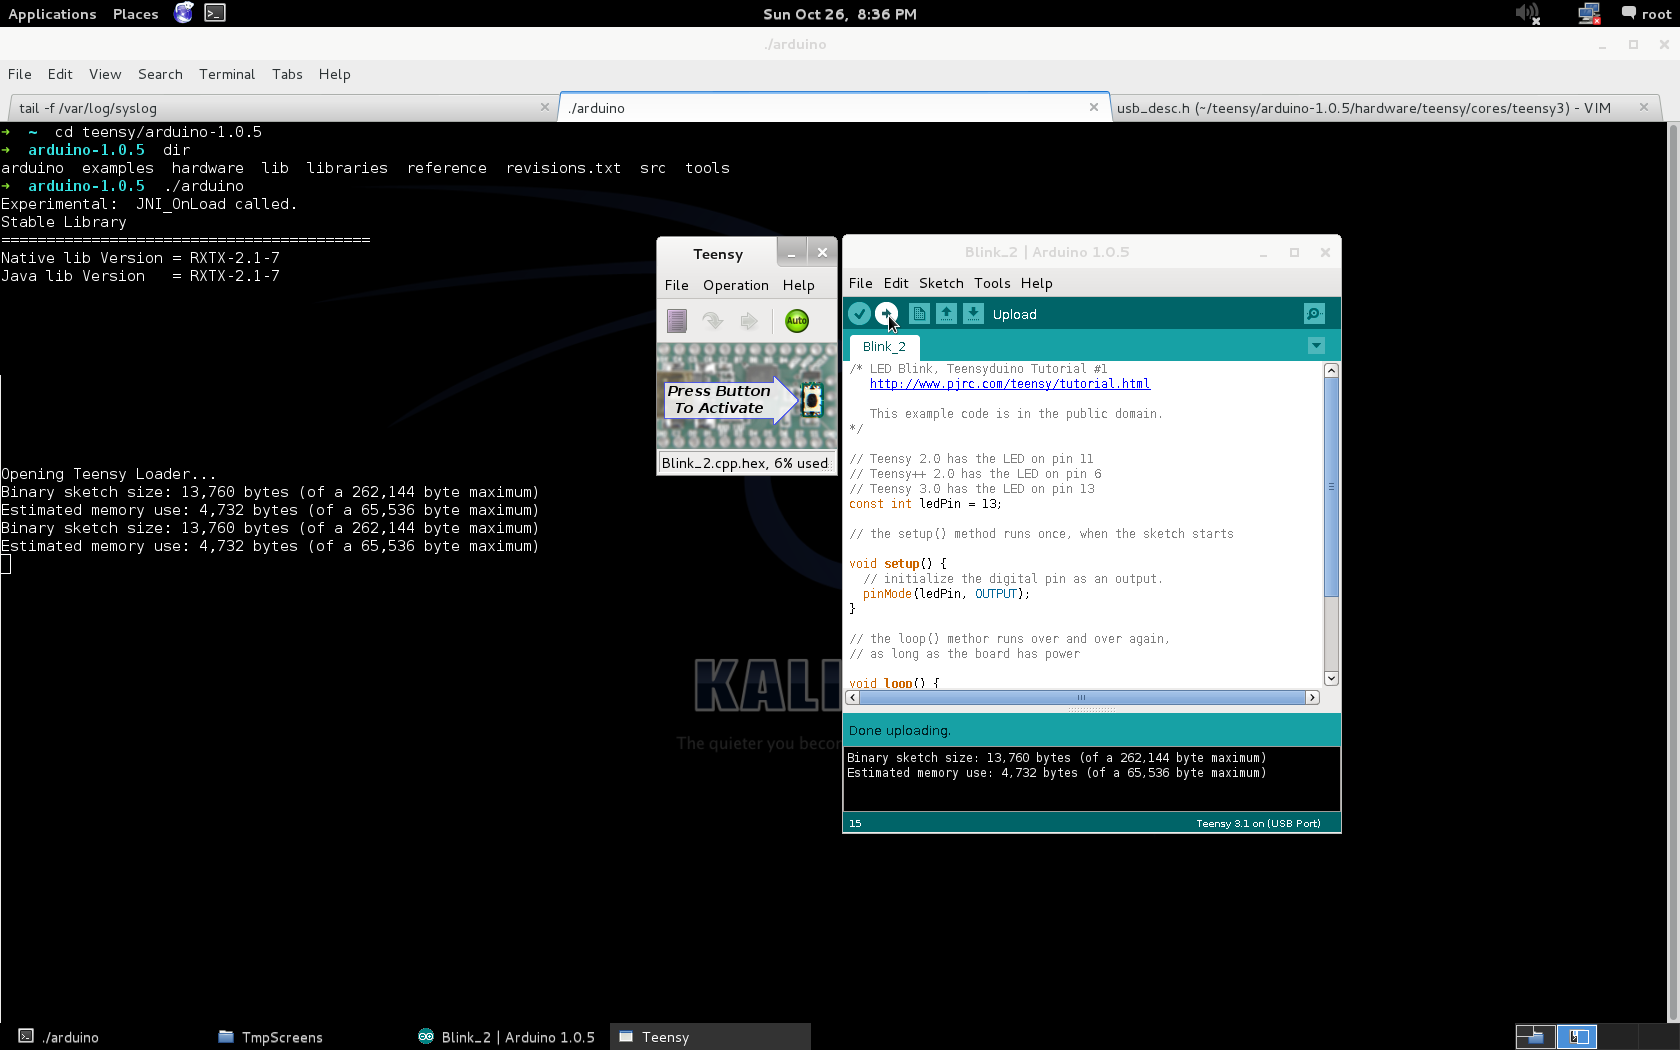 Applications Places Sun Oct 26, 8:36 PM root
./arduino
File Edit View Search Terminal Tabs Help
tail -f /var/log/syslog ./arduino usb_desc.h (~/teensy/arduino-1.0.5/hardware/teensy/cores/teensy3) - VIM
→ ~ cd teensy/arduino-1.0.5
→ arduino-1.0.5 dir
arduino examples hardware lib libraries reference revisions.txt src tools
→ arduino-1.0.5 ./arduino
Experimental: JNI_OnLoad called.
Stable Library
=========================================
Native lib Version = RXTX-2.1-7
Java lib Version = RXTX-2.1-7
Opening Teensy Loader...
Binary sketch size: 13,760 bytes (of a 262,144 byte maximum)
Estimated memory use: 4,732 bytes (of a 65,536 byte maximum)
Binary sketch size: 13,760 bytes (of a 262,144 byte maximum)
Estimated memory use: 4,732 bytes (of a 65,536 byte maximum)
KALI
The quieter you becom
Teensy
File Operation Help
Auto
Press Button
To Activate
Blink_2.cpp.hex, 6% used
Blink_2 | Arduino 1.0.5
File Edit Sketch Tools Help
Upload
Blink_2
/* LED Blink, Teensyduino Tutorial #1
http://www.pjrc.com/teensy/tutorial.html
This example code is in the public domain.
*/
// Teensy 2.0 has the LED on pin 11
// Teensy++ 2.0 has the LED on pin 6
// Teensy 3.0 has the LED on pin 13
const int ledPin = 13;
// the setup() method runs once, when the sketch starts
void setup() {
// initialize the digital pin as an output.
pinMode(ledPin, OUTPUT);
}
// the loop() methor runs over and over again,
// as long as the board has power
void loop() {
Done uploading.
Binary sketch size: 13,760 bytes (of a 262,144 byte maximum)
Estimated memory use: 4,732 bytes (of a 65,536 byte maximum)
15 Teensy 3.1 on (USB Port)
./arduino TmpScreens Blink_2 | Arduino 1.0.5 Teensy